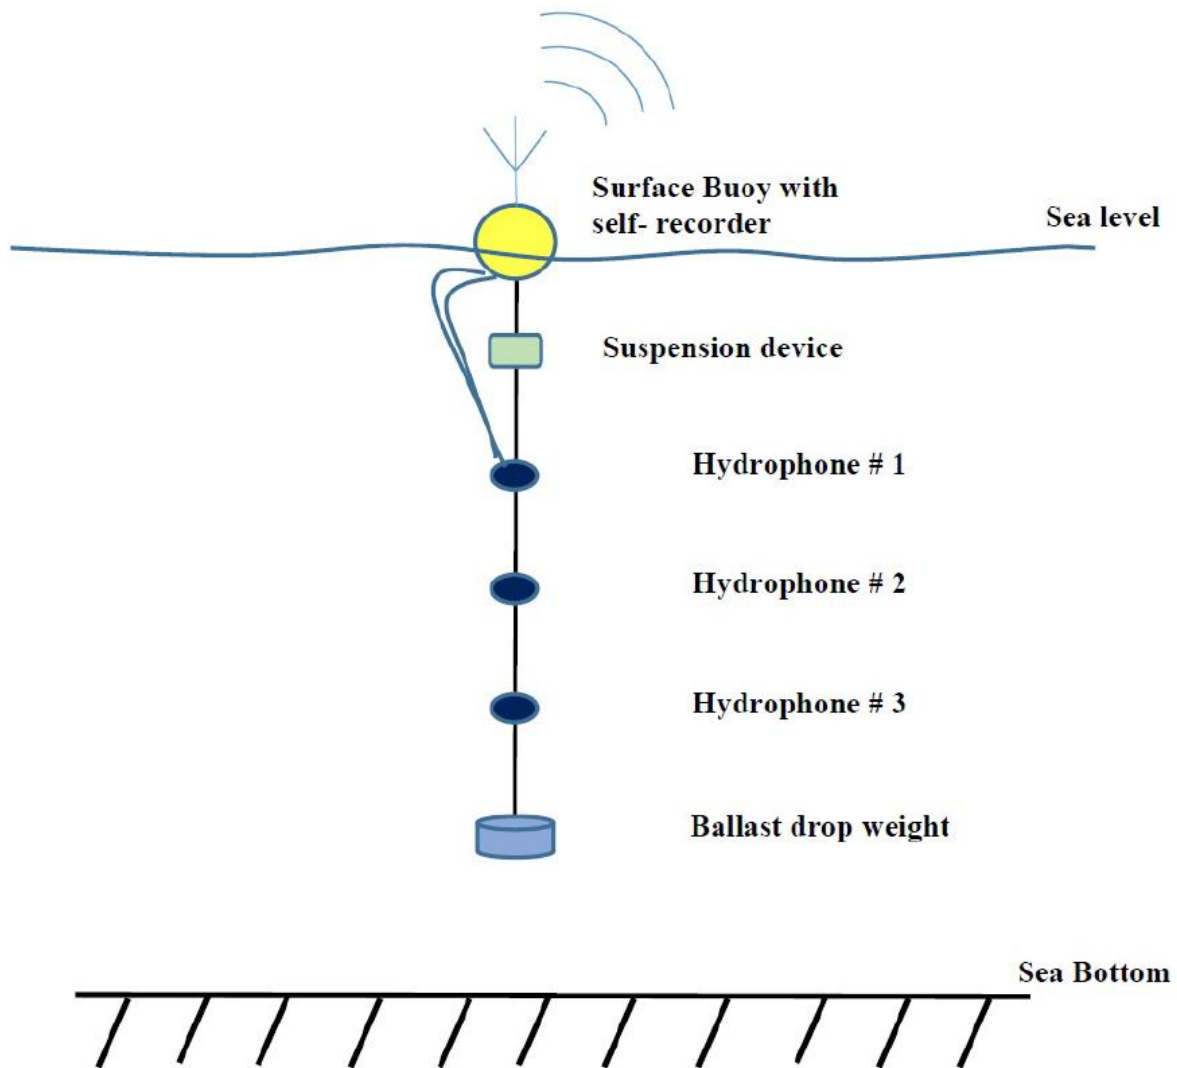 Surface Buoy with
self- recorder
Sea level
Suspension device
Hydrophone # 1
Hydrophone # 2
Hydrophone # 3
Ballast drop weight
Sea Bottom